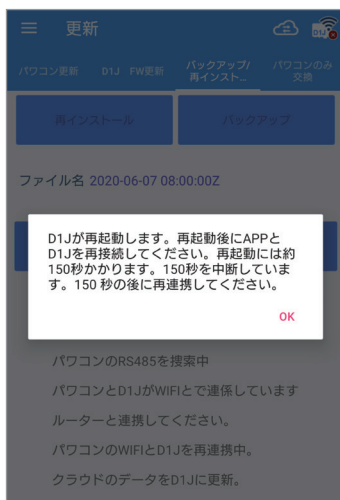 更新
D1J
パワコン更新 D1J FW更新 バックアップ/ パワコンのみ
再インスト... 交換
再インストール バックアップ
ファイル名 2020-06-07 08:00:00Z
D1Jが再起動します。再起動後にAPPと
D1Jを再接続してください。再起動には約
150秒かかります。150秒を中断していま
す。150 秒の後に再連携してください。
OK
パワコンのRS485を捜索中
パワコンとD1JがWIFIとで連係しています
ルーターと連携してください。
パワコンのWIFIとD1Jを再連携中。
クラウドのデータをD1Jに更新。